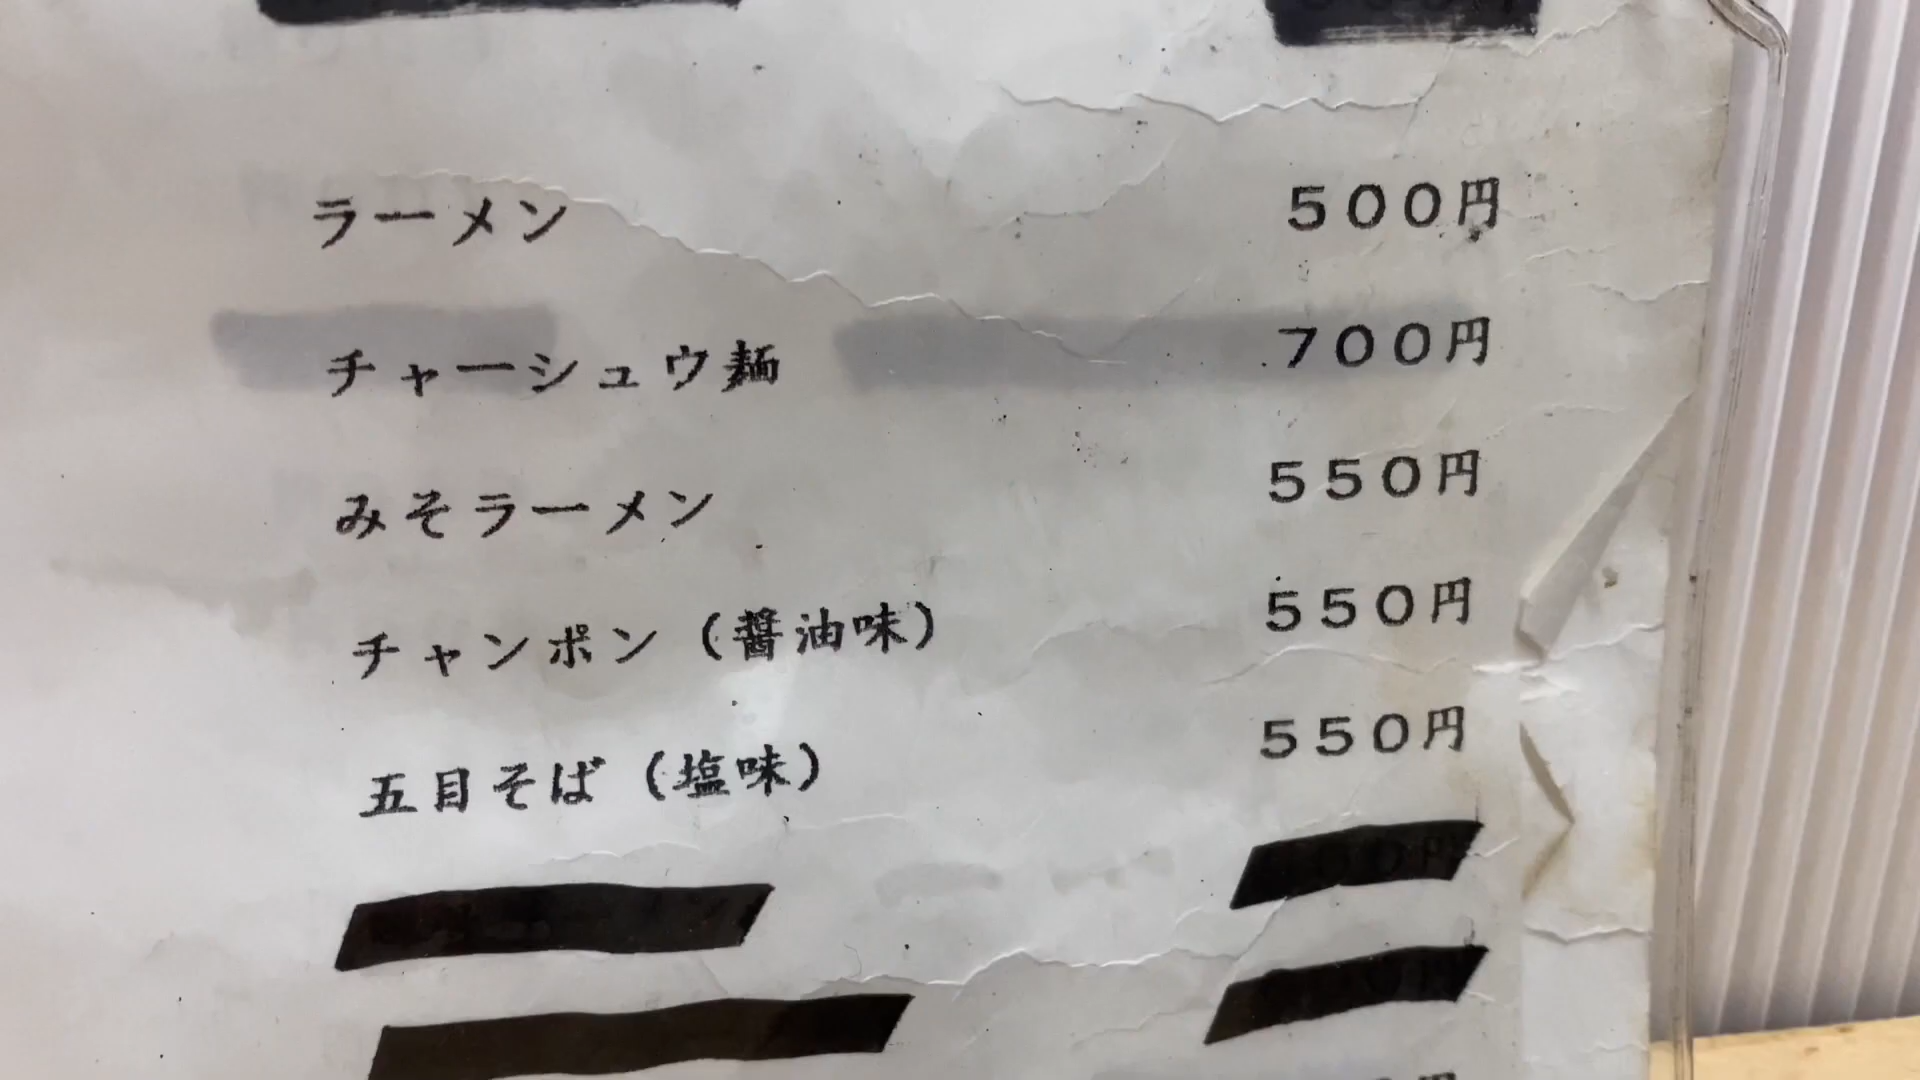 ラーメン 500円
チャーシュウ麺 700円
みそラーメン 550円
チャンポン（醤油味） 550円
五目そば（塩味） 550円